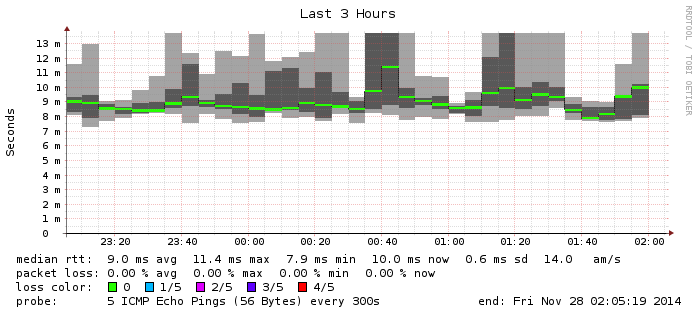 Last 3 Hours
RRDTOOL / TOBI OETIKER
Seconds
13 m
12 m
11 m
10 m
9 m
8 m
7 m
6 m
5 m
4 m
3 m
2 m
1 m
0
23:20 23:40 00:00 00:20 00:40 01:00 01:20 01:40 02:00
median rtt: 9.0 ms avg 11.4 ms max 7.9 ms min 10.0 ms now 0.6 ms sd 14.0 am/s
packet loss: 0.00 % avg 0.00 % max 0.00 % min 0.00 % now
loss color: 0 1/5 2/5 3/5 4/5
probe: 5 ICMP Echo Pings (56 Bytes) every 300s end: Fri Nov 28 02:05:19 2014